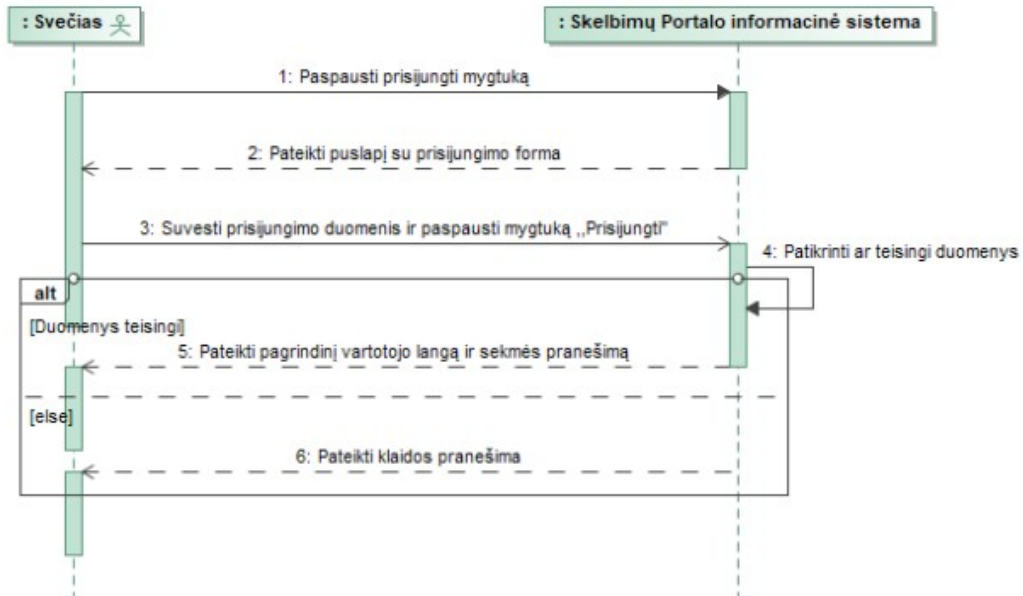 : Svečias
: Skelbimų Portalo informacinė sistema
1: Paspausti prisijungti mygtuką
2: Pateikti puslapį su prisijungimo forma
3: Suvesti prisijungimo duomenis ir paspausti mygtuką ,,Prisijungti"
4: Patikrinti ar teisingi duomenys
alt
[Duomenys teisingi]
5: Pateikti pagrindinį vartotojo langą ir sekmės pranešimą
[else]
6: Pateikti klaidos pranešima